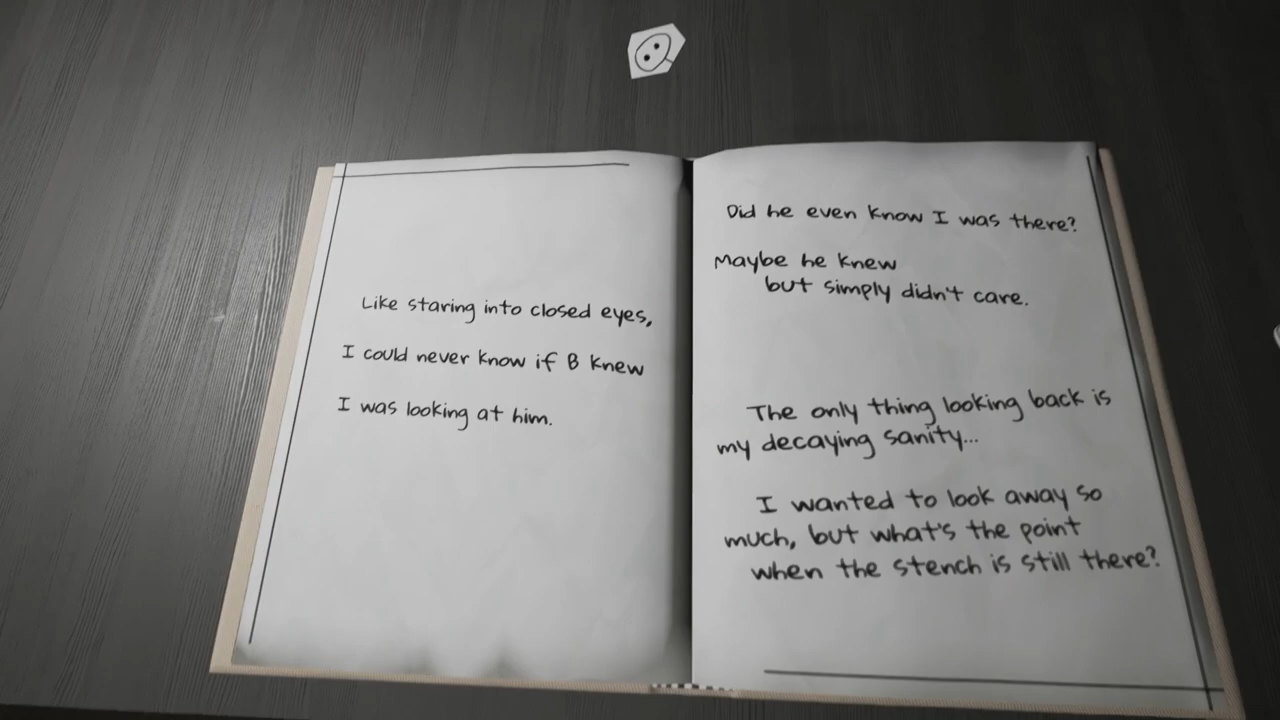 Like staring into closed eyes,
I could never know if B knew
I was looking at him.
Did he even know I was there?
Maybe he knew
but simply didn't care.
The only thing looking back is
my decaying sanity...
I wanted to look away so
much, but what's the point
when the stench is still there?